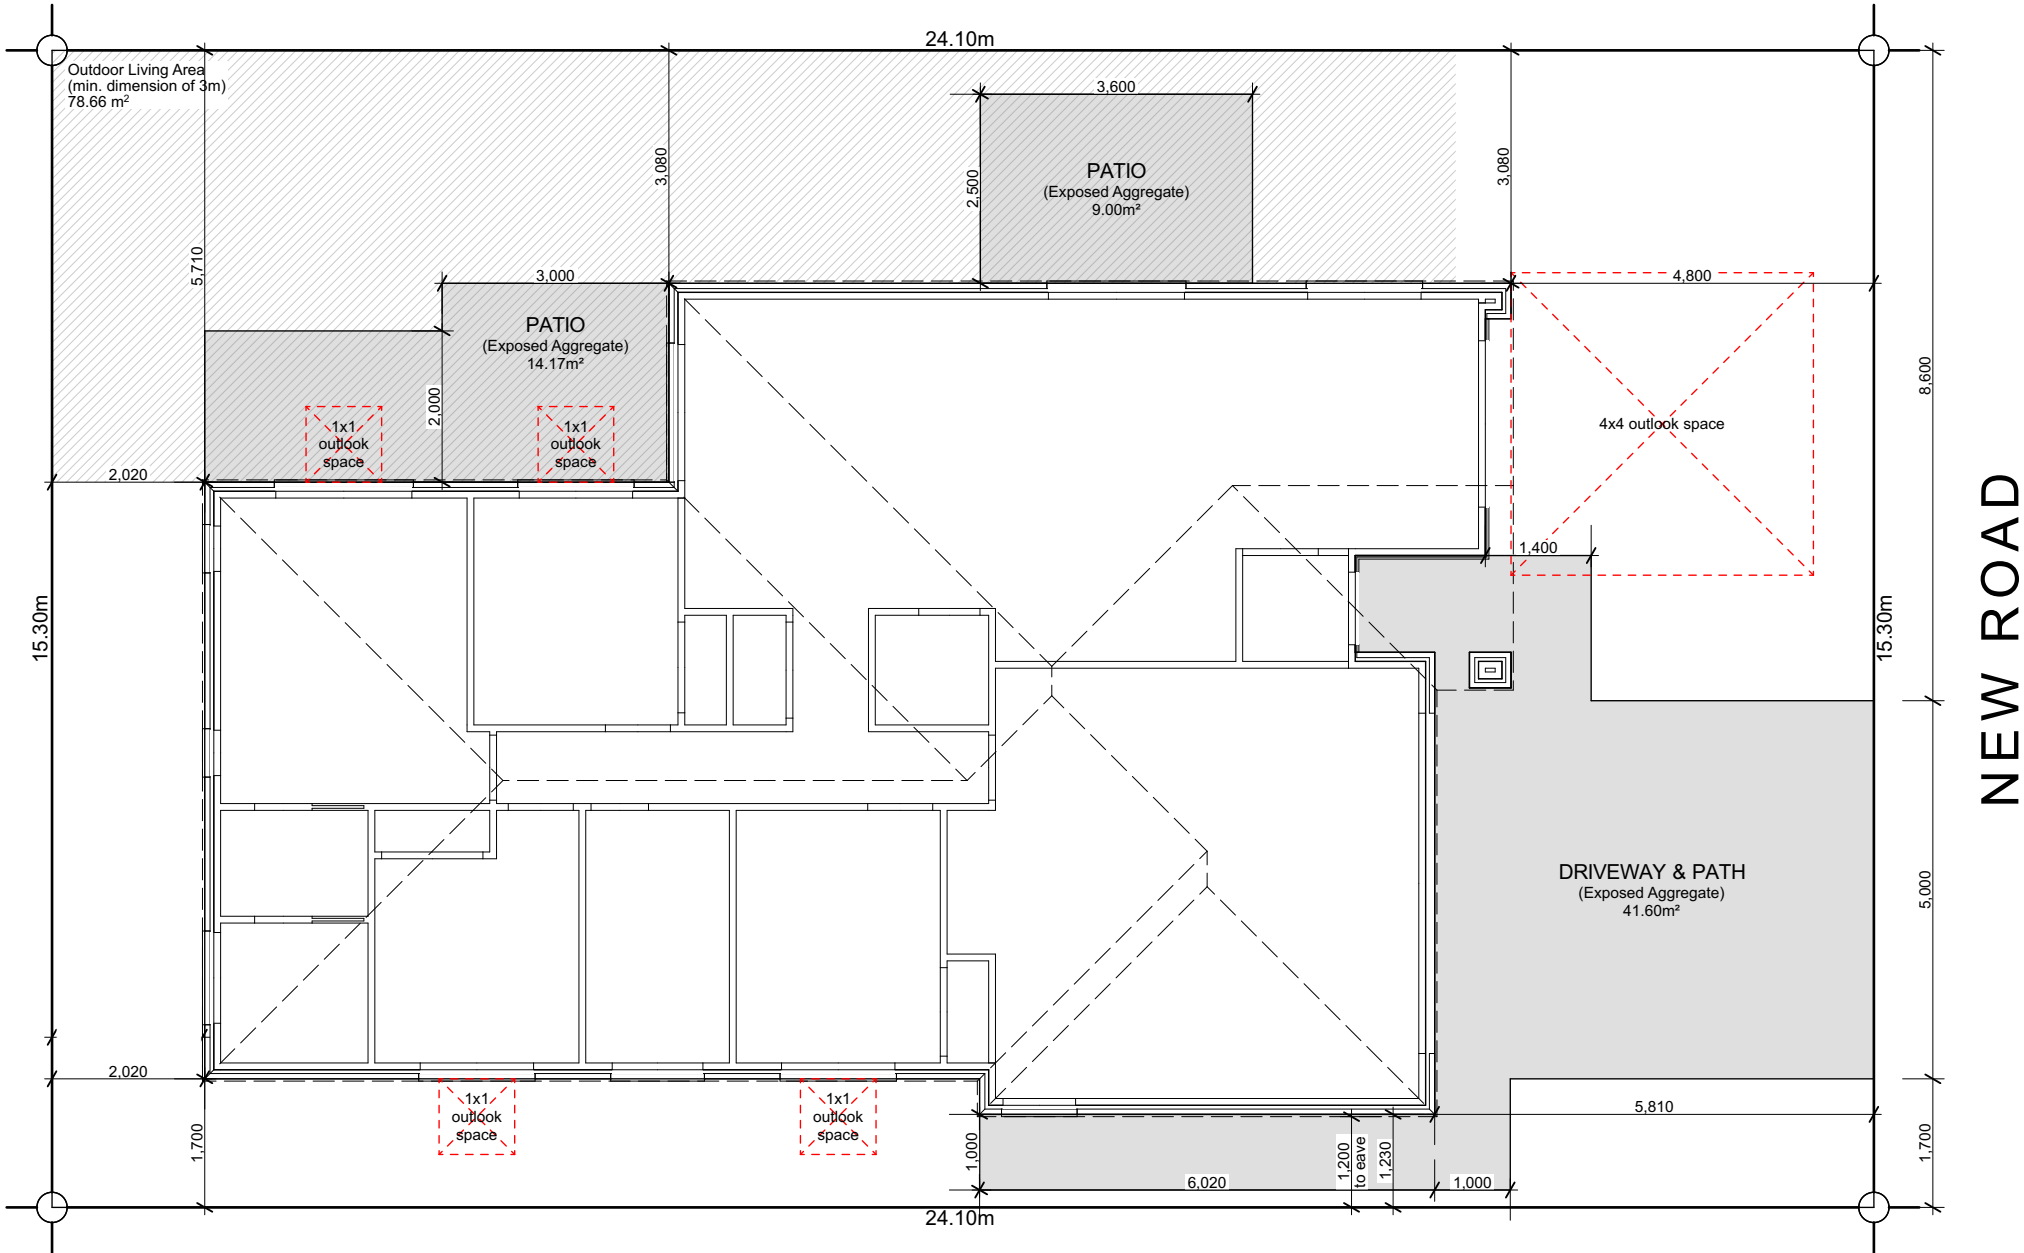 24.10m
Outdoor Living Area
(min. dimension of 3m)
78.66 m²
3,600
PATIO
(Exposed Aggregate)
9.00m²
2,500
3,080
3,080
5,710
3,000
4,800
PATIO
(Exposed Aggregate)
14.17m²
2,000
8,600
1x1
outlook
space
1x1
outlook
space
4x4 outlook space
2,020
1,400
15.30m
15.30m
NEW ROAD
DRIVEWAY & PATH
(Exposed Aggregate)
41.60m²
5,000
2,020
1x1
outlook
space
1x1
outlook
space
5,810
1,700
1,000
1,200
to eave
1,230
1,700
6,020
1,000
24.10m